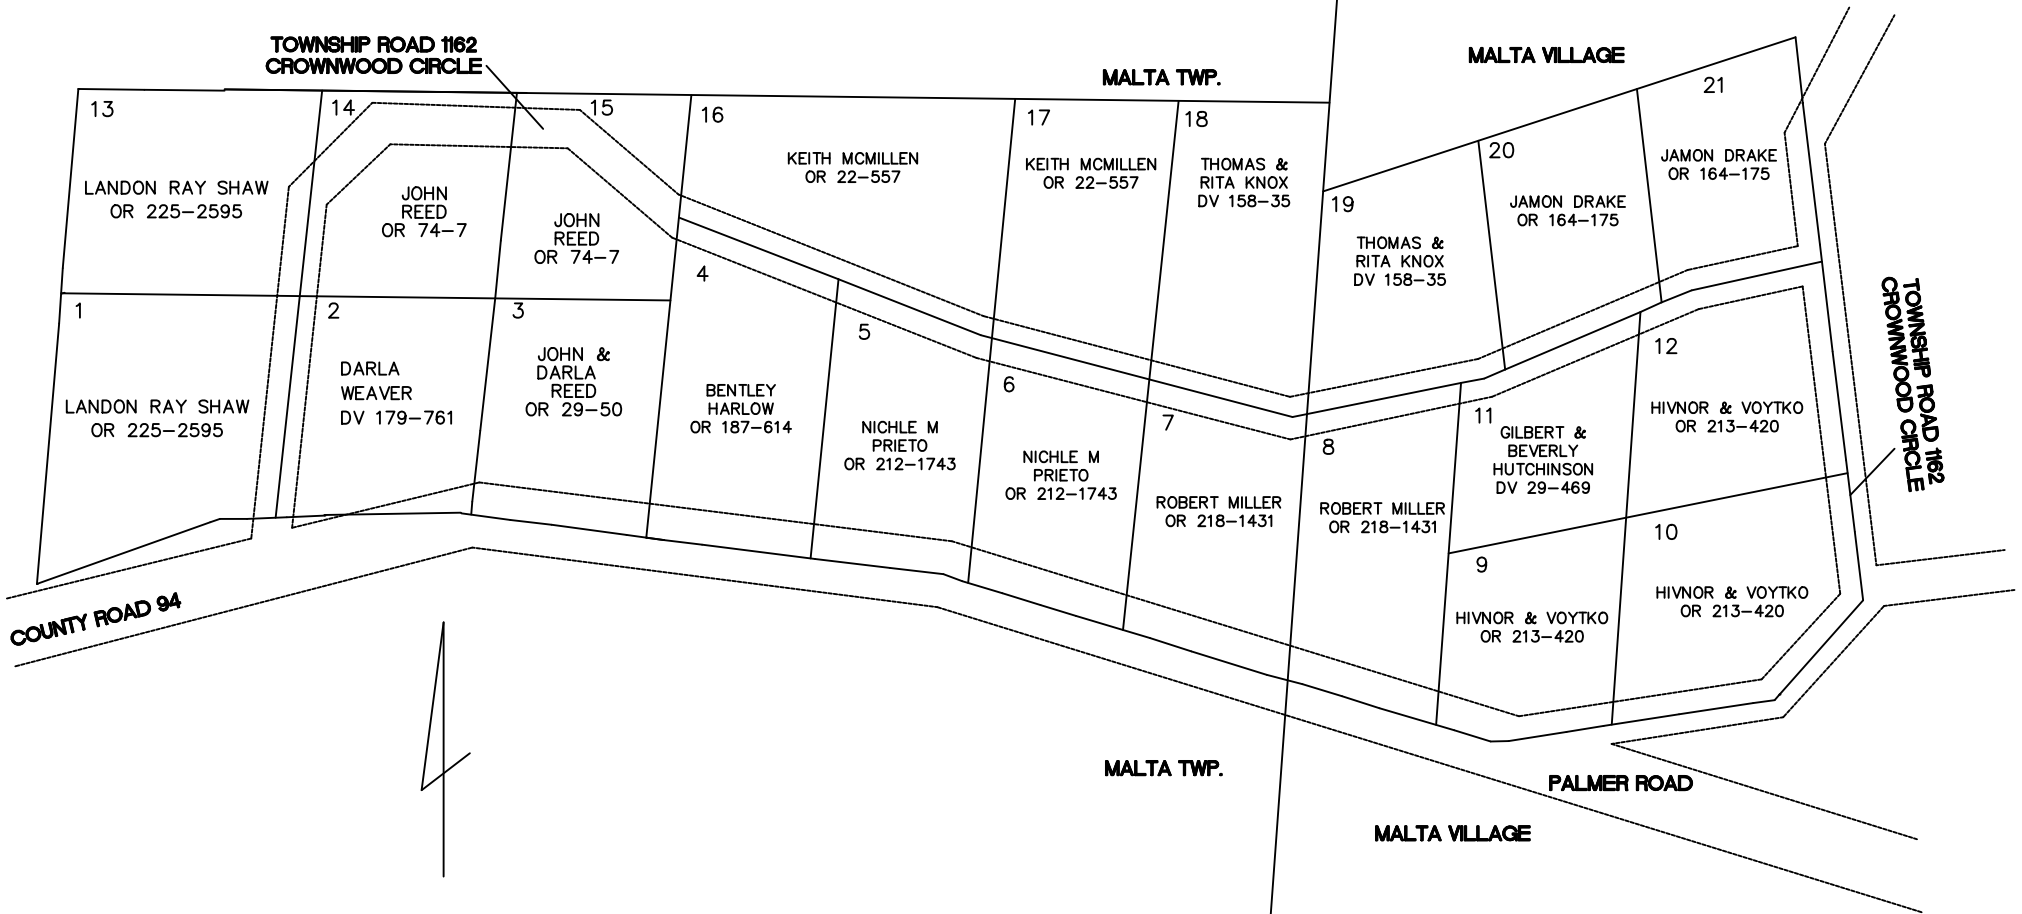 TOWNSHIP ROAD 1162
CROWNWOOD CIRCLE
MALTA TWP.
MALTA VILLAGE
13
LANDON RAY SHAW
OR 225-2595
14
JOHN
REED
OR 74-7
15
JOHN
REED
OR 74-7
16
KEITH MCMILLEN
OR 22-557
17
KEITH MCMILLEN
OR 22-557
18
THOMAS &
RITA KNOX
DV 158-35
19
THOMAS &
RITA KNOX
DV 158-35
20
JAMON DRAKE
OR 164-175
21
JAMON DRAKE
OR 164-175
1
LANDON RAY SHAW
OR 225-2595
2
DARLA
WEAVER
DV 179-761
3
JOHN &
DARLA
REED
OR 29-50
4
BENTLEY
HARLOW
OR 187-614
5
NICHLE M
PRIETO
OR 212-1743
6
NICHLE M
PRIETO
OR 212-1743
7
ROBERT MILLER
OR 218-1431
8
ROBERT MILLER
OR 218-1431
11
GILBERT &
BEVERLY
HUTCHINSON
DV 29-469
12
HIVNOR & VOYTKO
OR 213-420
9
HIVNOR & VOYTKO
OR 213-420
10
HIVNOR & VOYTKO
OR 213-420
TOWNSHIP ROAD 1162
CROWNWOOD CIRCLE
COUNTY ROAD 94
MALTA TWP.
PALMER ROAD
MALTA VILLAGE